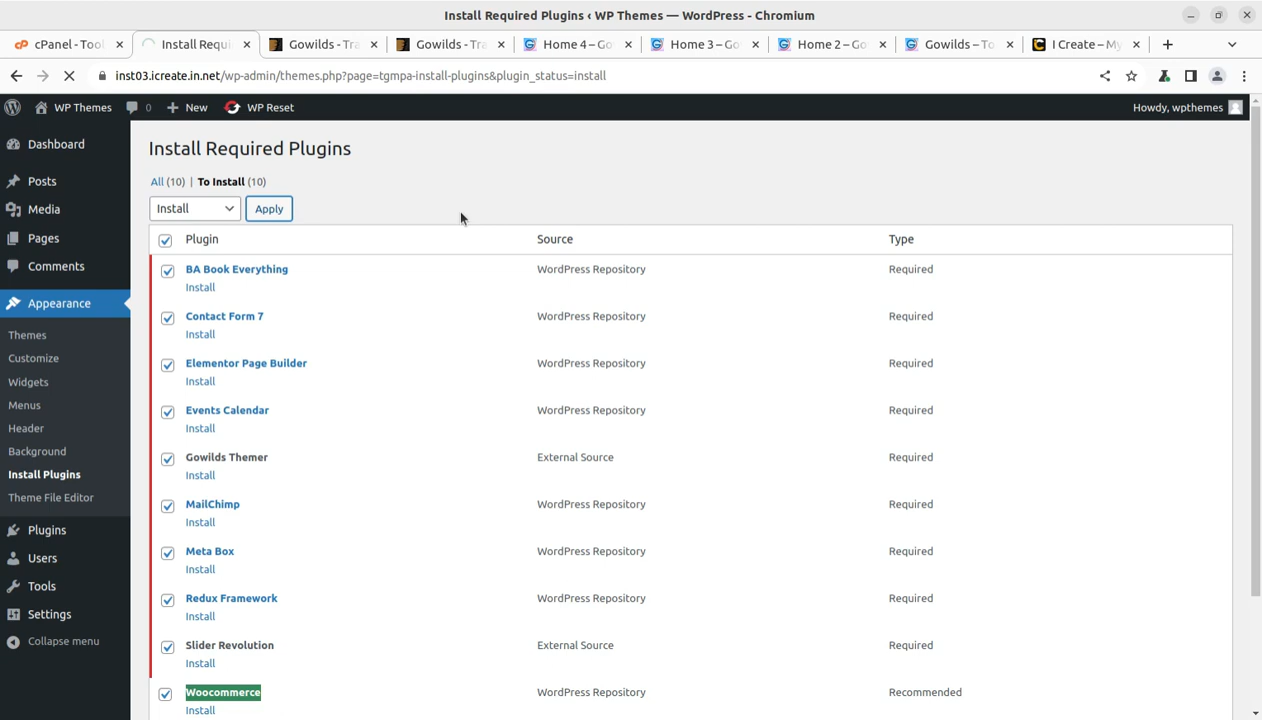 Install Required Plugins ‹ WP Themes — WordPress - Chromium
cPanel - Tool
Install Requi
Gowilds - Tra
Gowilds - Tra
Home 4 – Go
Home 3 – Go
Home 2 – Go
Gowilds – To
I Create – My
inst03.icreate.in.net/wp-admin/themes.php?page=tgmpa-install-plugins&plugin_status=install
WP Themes
0
New
WP Reset
Howdy, wpthemes
Dashboard
Posts
Media
Pages
Comments
Appearance
Themes
Customize
Widgets
Menus
Header
Background
Install Plugins
Theme File Editor
Plugins
Users
Tools
Settings
Collapse menu
Install Required Plugins
All (10) | To Install (10)
Install
Apply
Plugin Source Type
BA Book Everything WordPress Repository Required
Install
Contact Form 7 WordPress Repository Required
Install
Elementor Page Builder WordPress Repository Required
Install
Events Calendar WordPress Repository Required
Install
Gowilds Themer External Source Required
Install
MailChimp WordPress Repository Required
Install
Meta Box WordPress Repository Required
Install
Redux Framework WordPress Repository Required
Install
Slider Revolution External Source Required
Install
Woocommerce WordPress Repository Recommended
Install